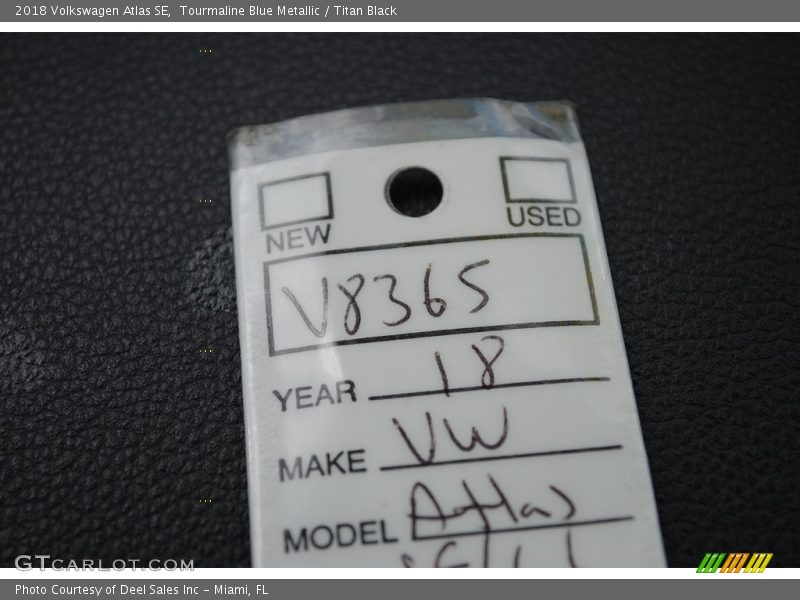 2018 Volkswagen Atlas SE, Tourmaline Blue Metallic / Titan Black
NEW USED
V8365
YEAR 18
MAKE VW
MODEL Atlas
GTCARLOT.COM
Photo Courtesy of Deel Sales Inc – Miami, FL